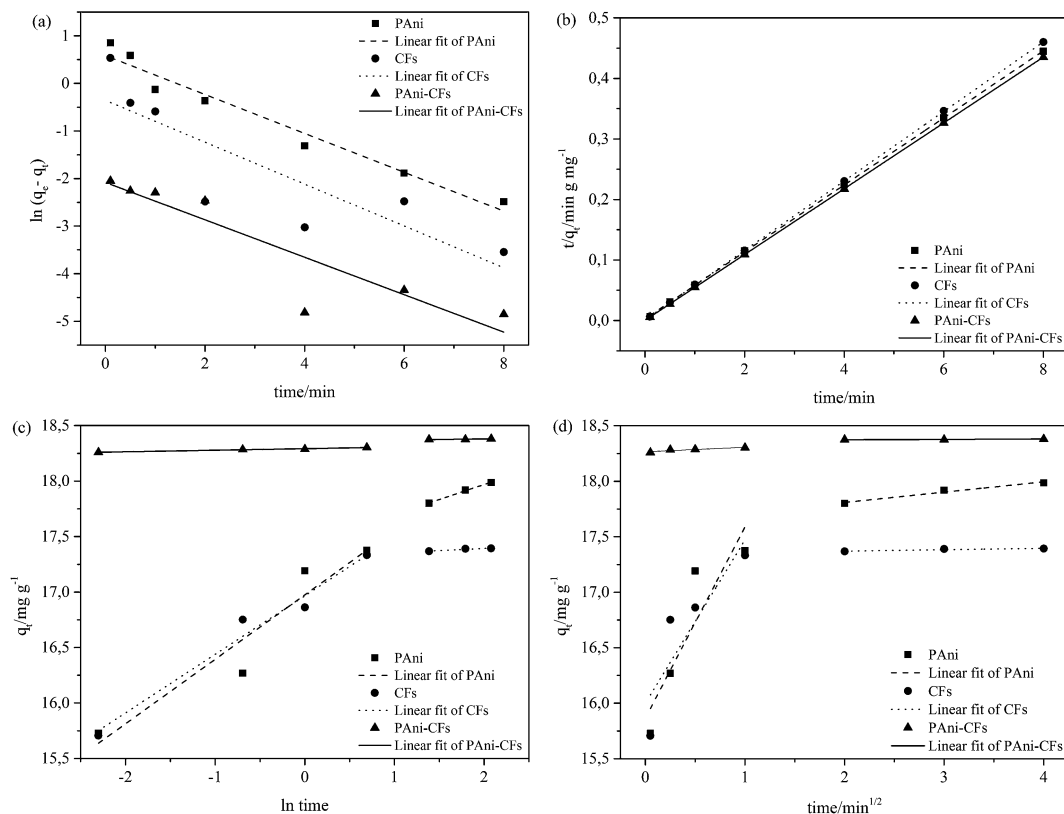 (a)
PAni
Linear fit of PAni
CFs
Linear fit of CFs
PAni-CFs
Linear fit of PAni-CFs
1
0
-1
-2
-3
-4
-5
ln (qe- qt)
0 2 4 6 8
time/min
(b)
0,5
0,4
0,3
0,2
0,1
0,0
t/qt/min g mg-1
PAni
Linear fit of PAni
CFs
Linear fit of CFs
PAni-CFs
Linear fit of PAni-CFs
0 2 4 6 8
time/min
(c)
18,5
18,0
17,5
17,0
16,5
16,0
15,5
qt/mg g-1
PAni
Linear fit of PAni
CFs
Linear fit of CFs
PAni-CFs
Linear fit of PAni-CFs
-2 -1 0 1 2
ln time
(d)
18,5
18,0
17,5
17,0
16,5
16,0
15,5
qt/mg g-1
PAni
Linear fit of PAni
CFs
Linear fit of CFs
PAni-CFs
Linear fit of PAni-CFs
0 1 2 3 4
time/min1/2